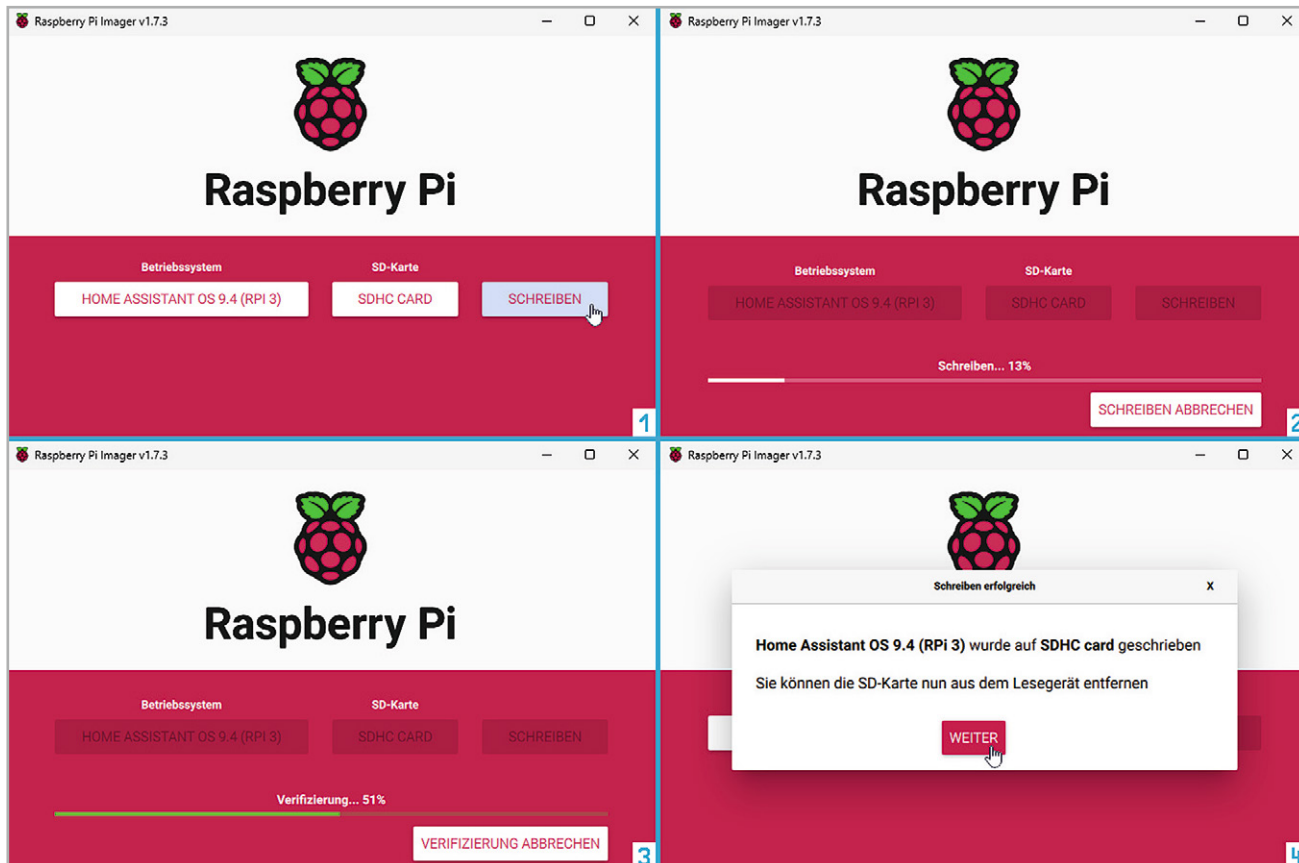 Raspberry Pi Imager v1.7.3
Raspberry Pi
Betriebssystem
SD-Karte
HOME ASSISTANT OS 9.4 (RPI 3)
SDHC CARD
SCHREIBEN
1
Raspberry Pi Imager v1.7.3
Raspberry Pi
Betriebssystem
SD-Karte
HOME ASSISTANT OS 9.4 (RPI 3)
SDHC CARD
SCHREIBEN
Schreiben... 13%
SCHREIBEN ABBRECHEN
2
Raspberry Pi Imager v1.7.3
Raspberry Pi
Betriebssystem
SD-Karte
HOME ASSISTANT OS 9.4 (RPI 3)
SDHC CARD
SCHREIBEN
Verifizierung... 51%
VERIFIZIERUNG ABBRECHEN
3
Raspberry Pi Imager v1.7.3
Schreiben erfolgreich
X
Home Assistant OS 9.4 (RPi 3) wurde auf SDHC card geschrieben
Sie können die SD-Karte nun aus dem Lesegerät entfernen
WEITER
4